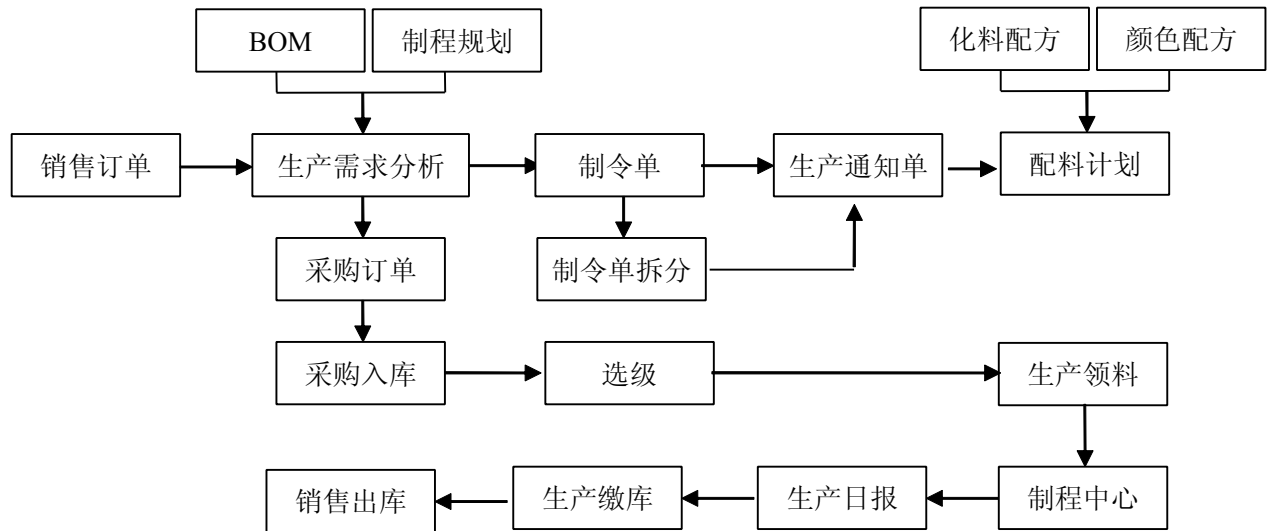 BOM
制程规划
化料配方
颜色配方
销售订单
生产需求分析
制令单
生产通知单
配料计划
采购订单
制令单拆分
采购入库
选级
生产领料
销售出库
生产缴库
生产日报
制程中心